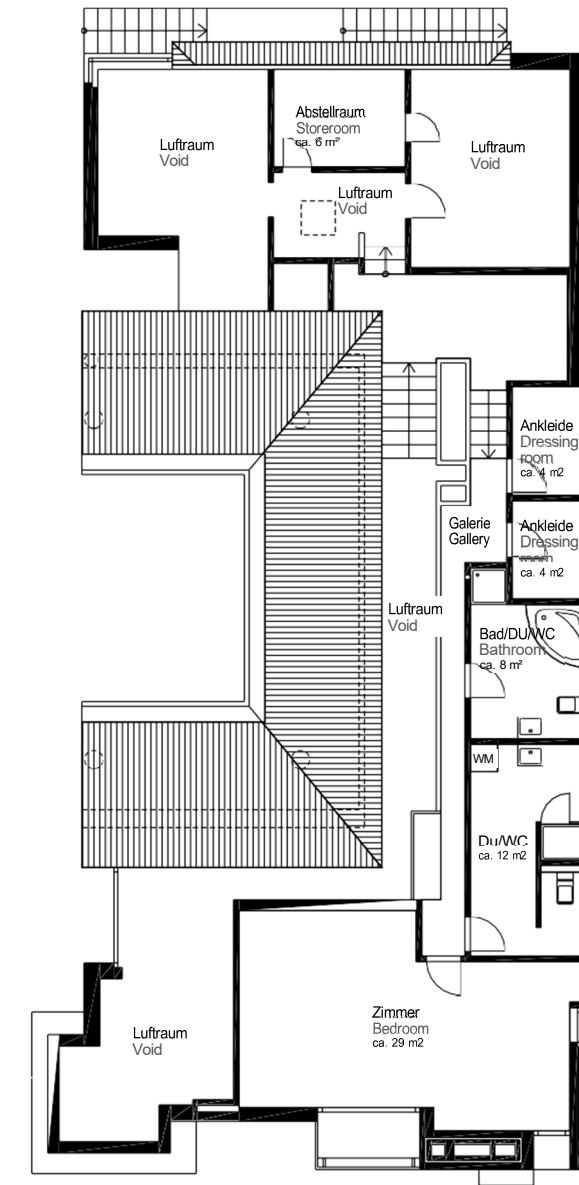 Abstellraum
Storeroom
ca. 6 m²
Luftraum
Void
Luftraum
Void
Luftraum
Void
Ankleide
Dressing
room
ca. 4 m2
Galerie
Gallery
Ankleide
Dressing
room
ca. 4 m2
Luftraum
Void
Bad/DU/WC
Bathroom
ca. 8 m²
WM
Du/WC
ca. 12 m2
Zimmer
Bedroom
ca. 29 m2
Luftraum
Void